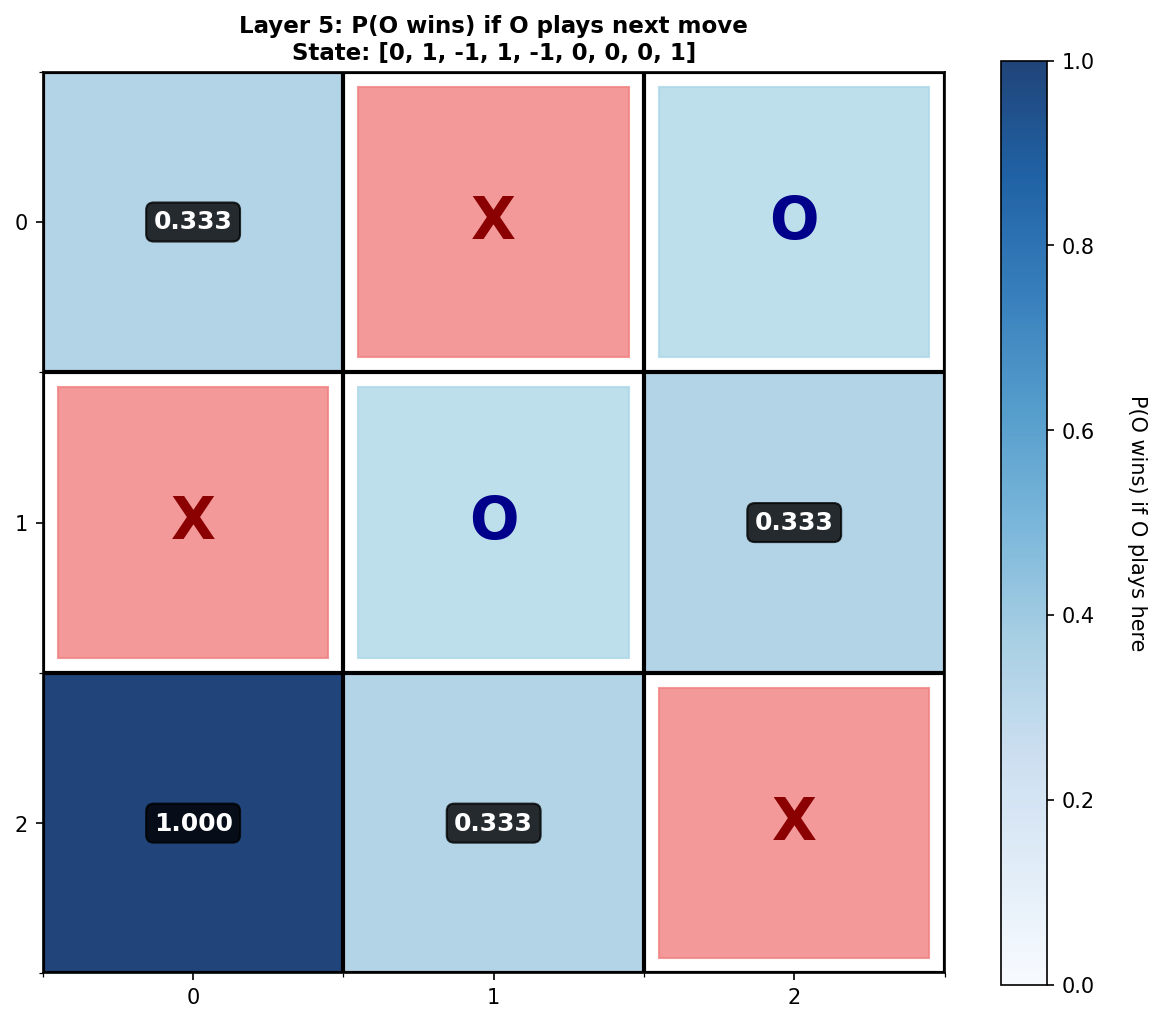 Layer 5: P(O wins) if O plays next move
State: [0, 1, -1, 1, -1, 0, 0, 0, 1]
0
0.333
X
O
1
X
O
0.333
2
1.000
0.333
X
0
1
2
1.0
0.8
0.6
0.4
0.2
0.0
P(O wins) if O plays here